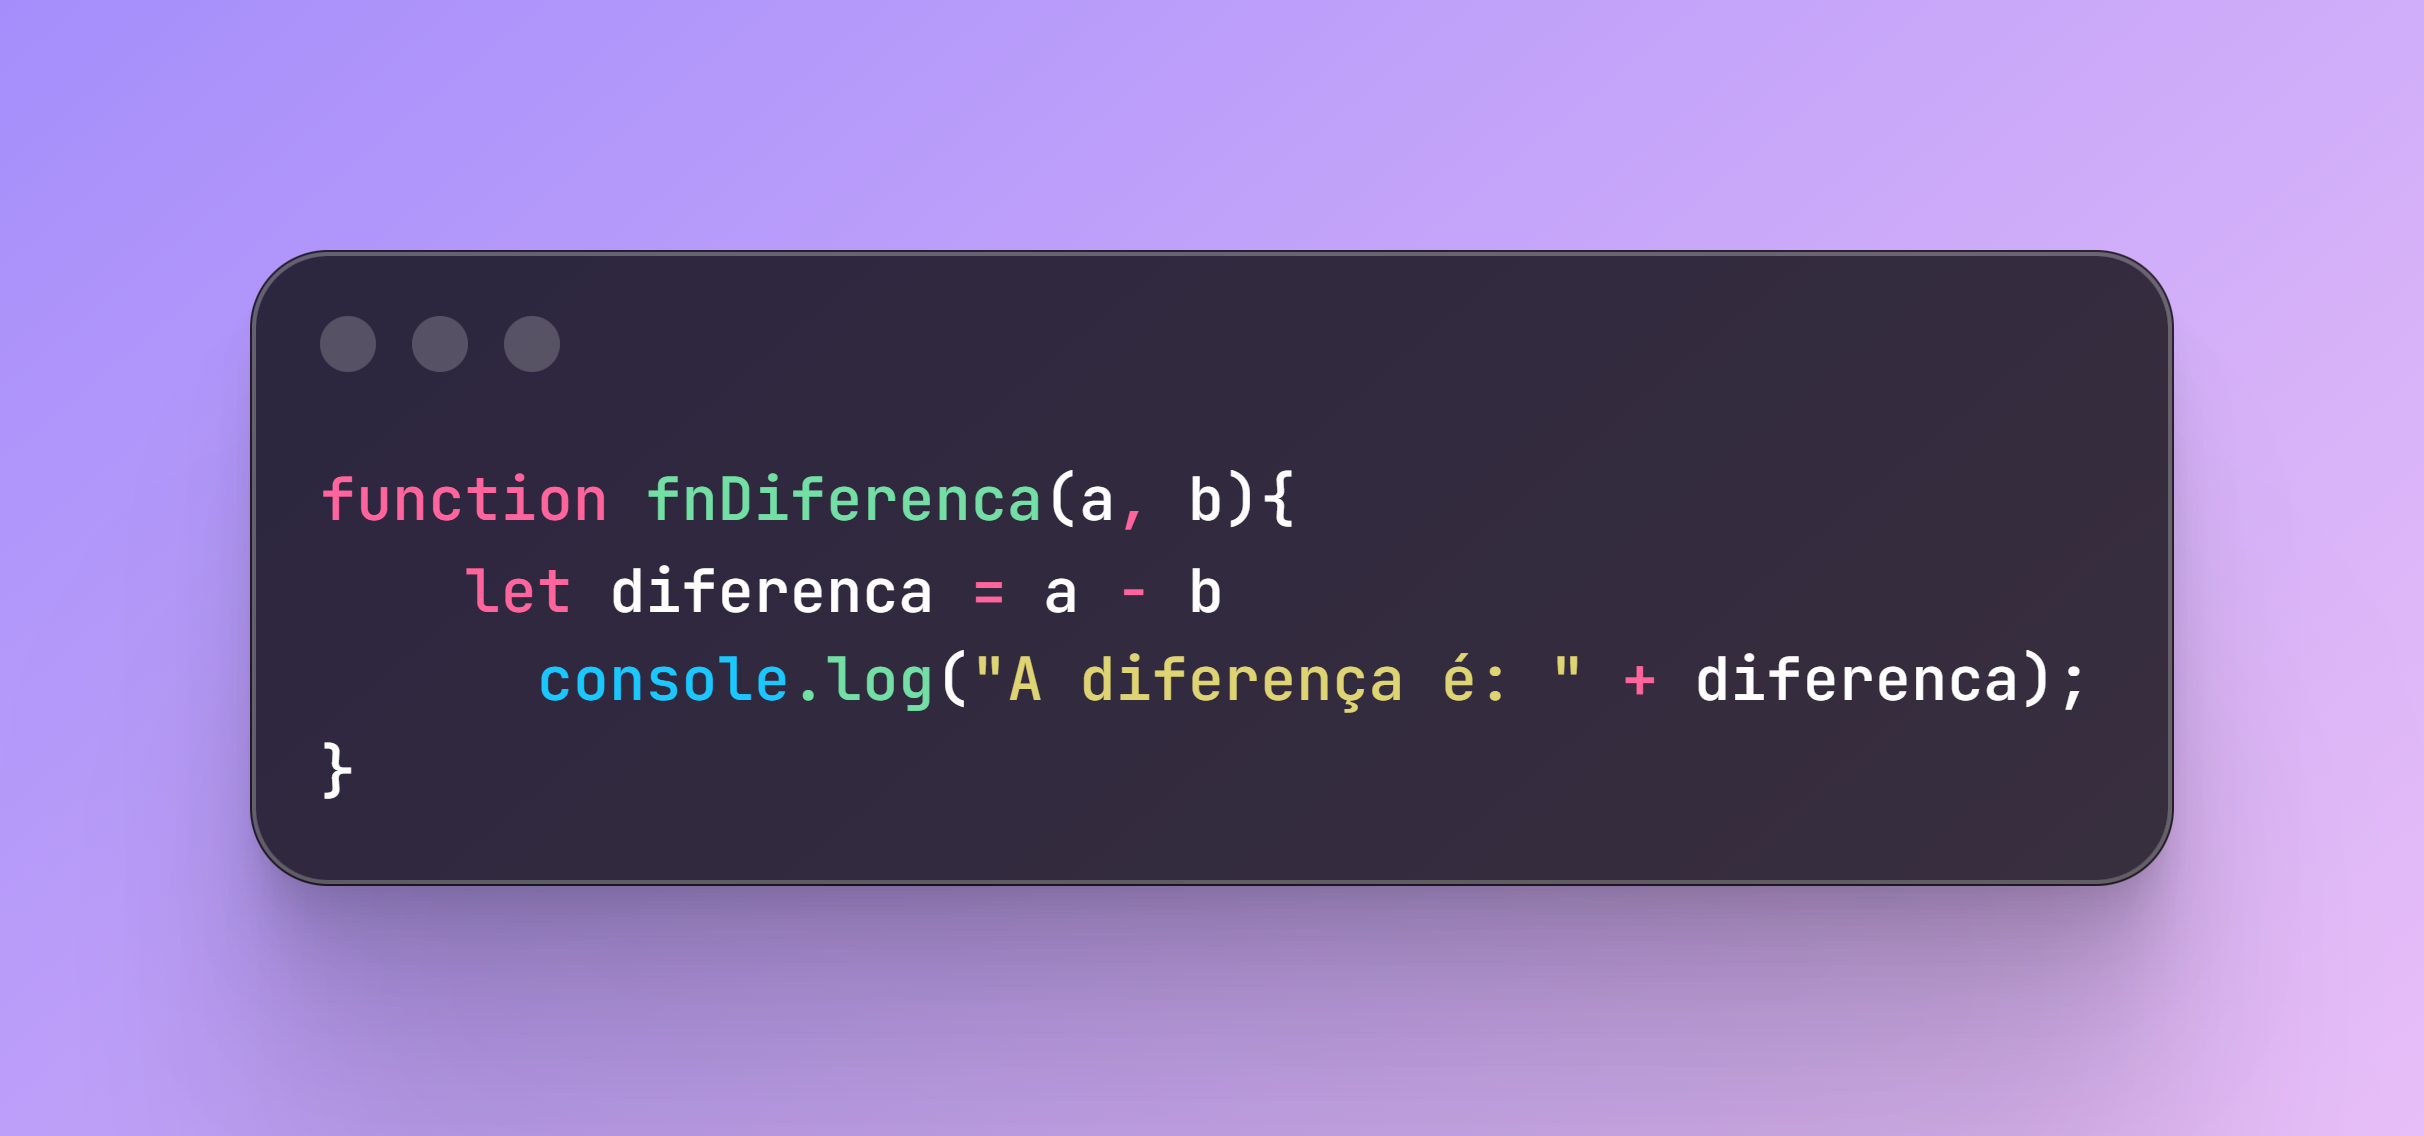 function fnDiferenca(a, b){
    let diferenca = a - b
      console.log("A diferença é: " + diferenca);
}